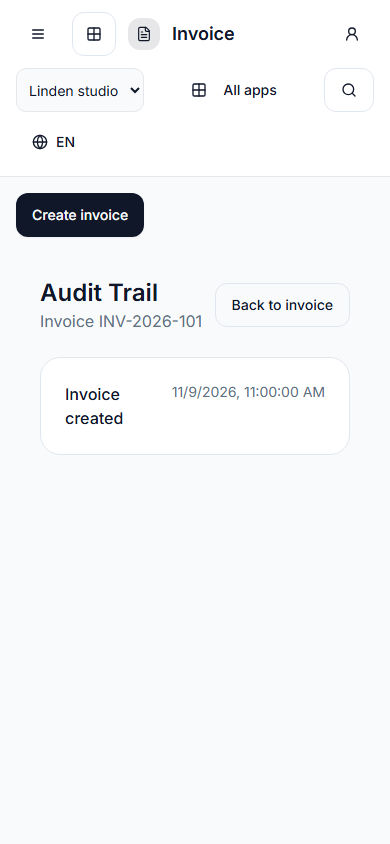 Invoice
Linden studio
All apps
EN
Create invoice
Audit Trail
Invoice INV-2026-101
Back to invoice
Invoice
created
11/9/2026, 11:00:00 AM